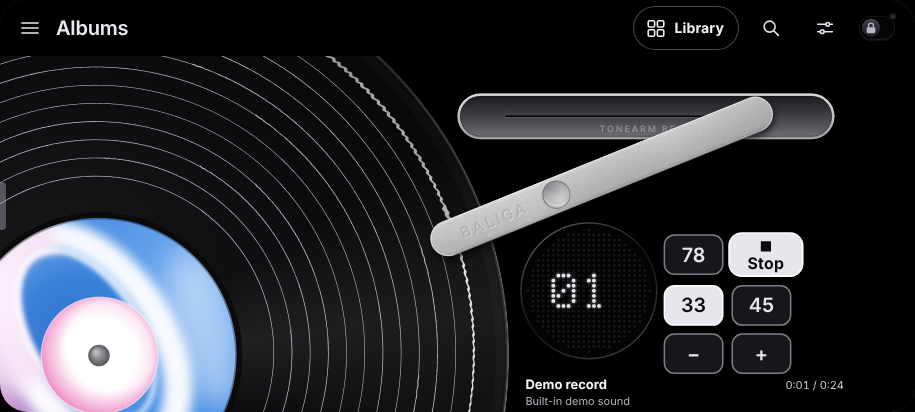 Albums
Library
TONEARM RE
BALIGA
01
78
Stop
33
45
−
+
Demo record
0:01 / 0:24
Built-in demo sound